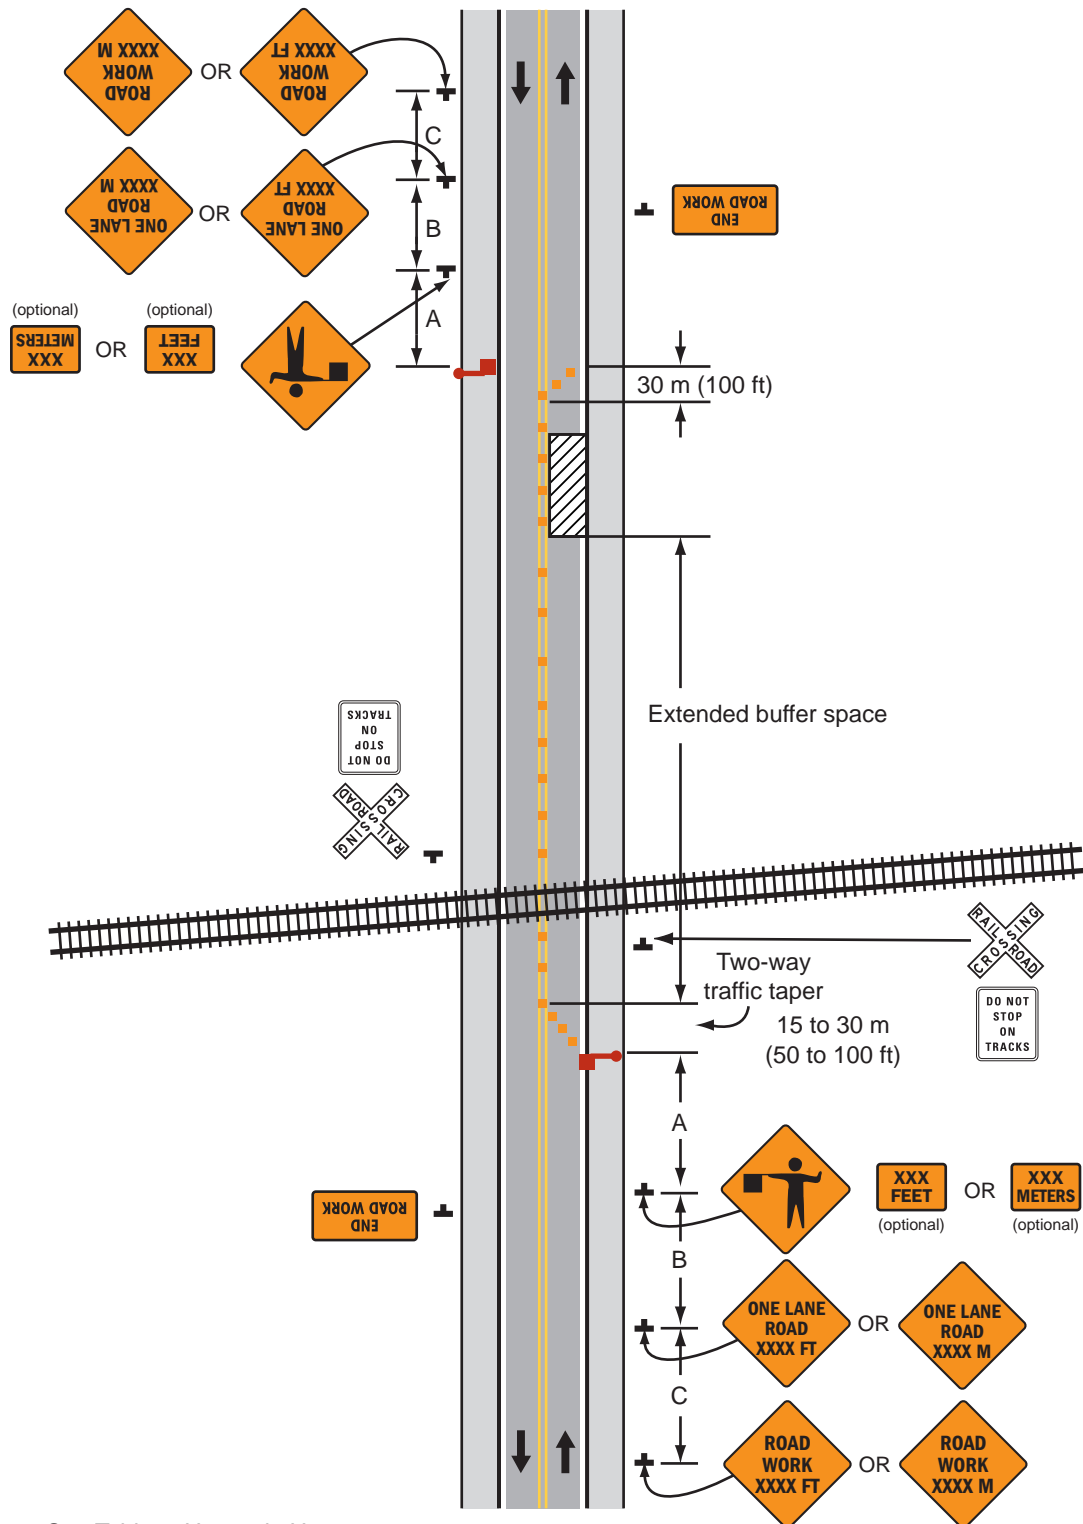 XXXX M
WORK
ROAD
OR
XXXX FT
WORK
ROAD
C
XXXX M
ROAD
ONE LANE
OR
XXXX FT
ROAD
ONE LANE
B
END
ROAD WORK
(optional)
XXX
METERS
OR
(optional)
XXX
FEET
A
30 m (100 ft)
Extended buffer space
DO NOT
STOP
ON
TRACKS
RAILROAD
CROSSING
RAILROAD
CROSSING
Two-way
traffic taper
15 to 30 m
(50 to 100 ft)
DO NOT
STOP
ON
TRACKS
A
XXX
FEET
(optional)
OR
XXX
METERS
(optional)
END
ROAD WORK
B
ONE LANE
ROAD
XXXX FT
OR
ONE LANE
ROAD
XXXX M
C
ROAD
WORK
XXXX FT
OR
ROAD
WORK
XXXX M